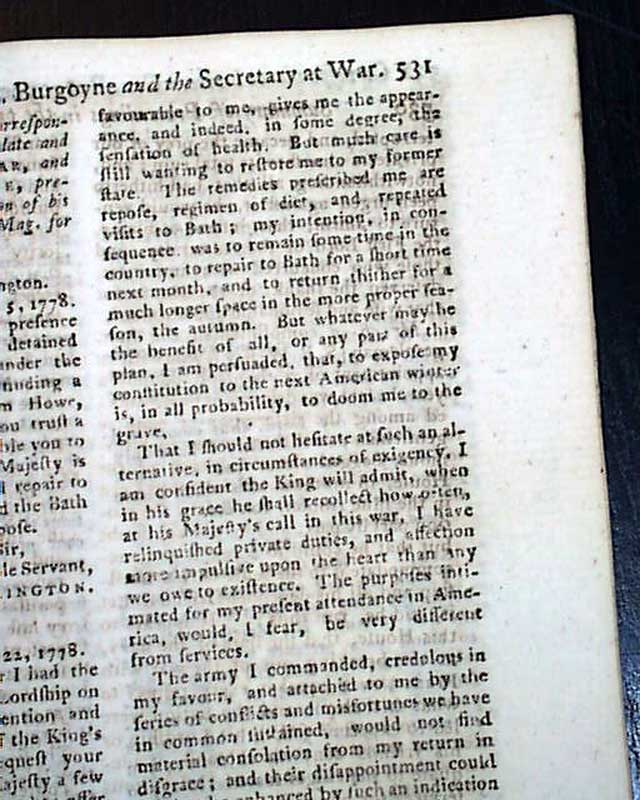 Burgoyne and the Secretary at War. 531
orreſpon-
late and
AR, and
E, pre-
on of his
Mag. for
ngton.
5, 1778.
preſence
detained
under the
nuding a
m Howe,
ou truſt a
ble you to
Majeſty is
repair to
d the Bath
poſe.
Sir,
le Servant,
INGTON.
22, 1778.
r I had the
Lordſhip on
ention and
f the King's
queſt your
Majeſty a few
favourable to me, gives me the appear-
ance, and indeed, in ſome degree, the
ſenſation of health. But much care is
ſtill wanting to reſtore me to my former
ſtate. The remedies preſcribed me are
repoſe, regimen of diet, and repeated
viſits to Bath; my intention, in con-
ſequence was to remain ſome time in the
country, to repair to Bath for a ſhort time
next month, and to return thither for a
much longer ſpace in the more proper ſea-
ſon, the autumn. But whatever may be
the benefit of all, or any part of this
plan, I am perſuaded, that, to expoſe my
conſtitution to the next American winter
is, in all probability, to doom me to the
grave.
That I ſhould not heſitate at ſuch an al-
ternative, in circumſtances of exigency, I
am confident the King will admit, when
in his grace he ſhall recollect how often,
at his Majeſty's call in this war, I have
relinquiſhed private duties, and affection
more impulſive upon the heart than any
we owe to exiſtence. The purpoſes inti-
mated for my preſent attendance in Ame-
rica, would, I fear, be very different
from ſervices.
The army I commanded, credulous in
my favour, and attached to me by the
ſeries of conflicts and misfortunes we have
in common ſuſtained, would not find
material conſolation from my return in
diſgrace; and their diſappointment could
be enhanced by ſuch an indication